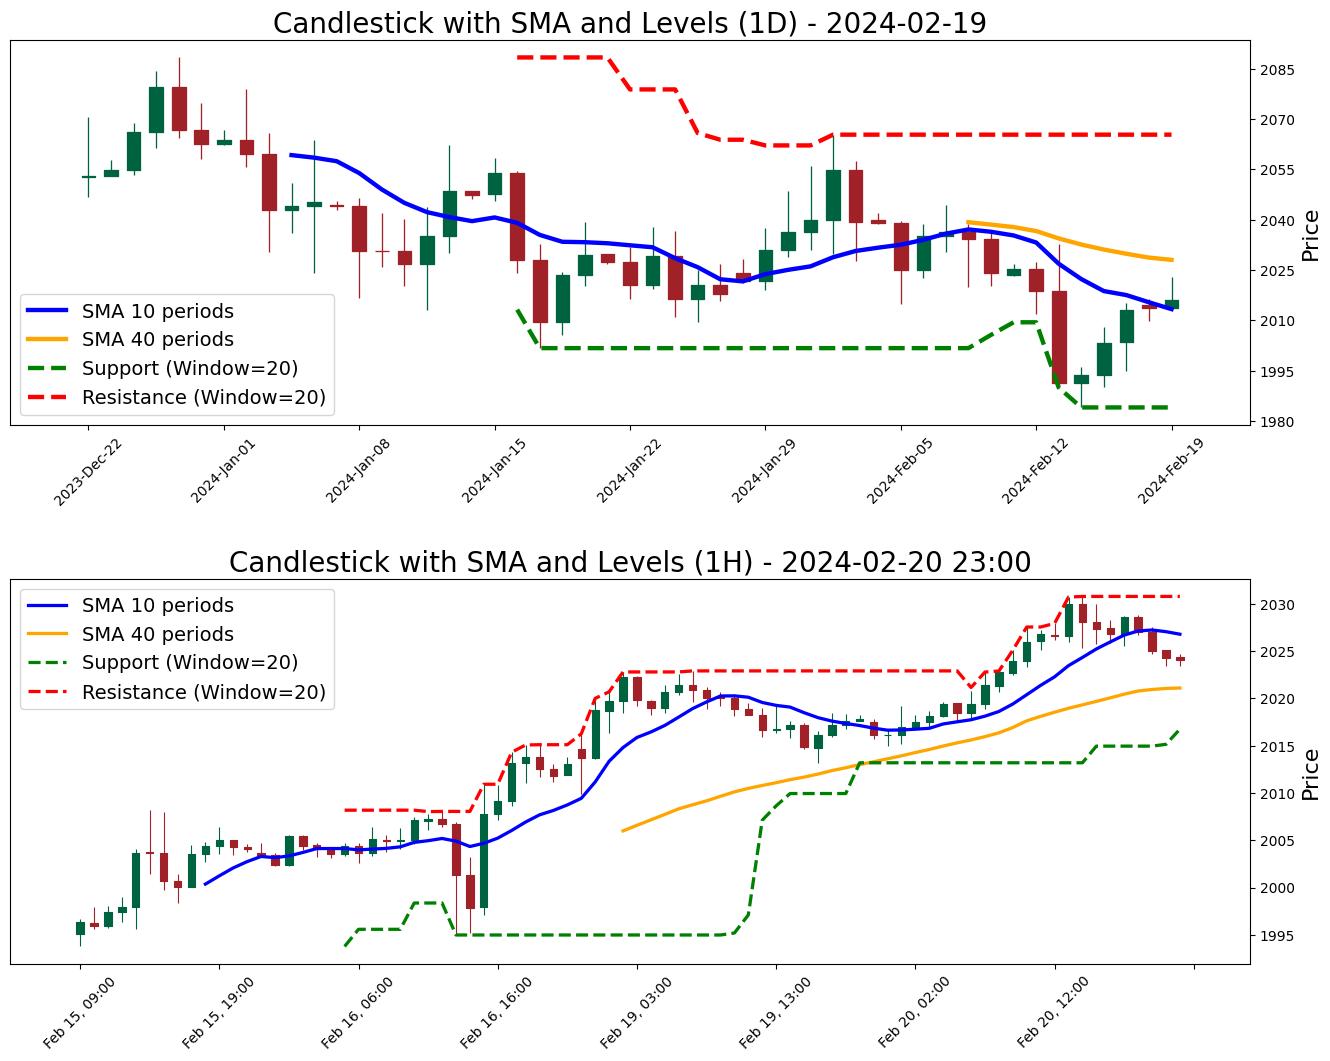 Candlestick with SMA and Levels (1D) - 2024-02-19
2085
2070
2055
2040
2025
2010
1995
1980
Price
SMA 10 periods
SMA 40 periods
Support (Window=20)
Resistance (Window=20)
2023-Dec-22
2024-Jan-01
2024-Jan-08
2024-Jan-15
2024-Jan-22
2024-Jan-29
2024-Feb-05
2024-Feb-12
2024-Feb-19
Candlestick with SMA and Levels (1H) - 2024-02-20 23:00
SMA 10 periods
SMA 40 periods
Support (Window=20)
Resistance (Window=20)
2030
2025
2020
2015
2010
2005
2000
1995
Price
Feb 15, 09:00
Feb 15, 19:00
Feb 16, 06:00
Feb 16, 16:00
Feb 19, 03:00
Feb 19, 13:00
Feb 20, 02:00
Feb 20, 12:00